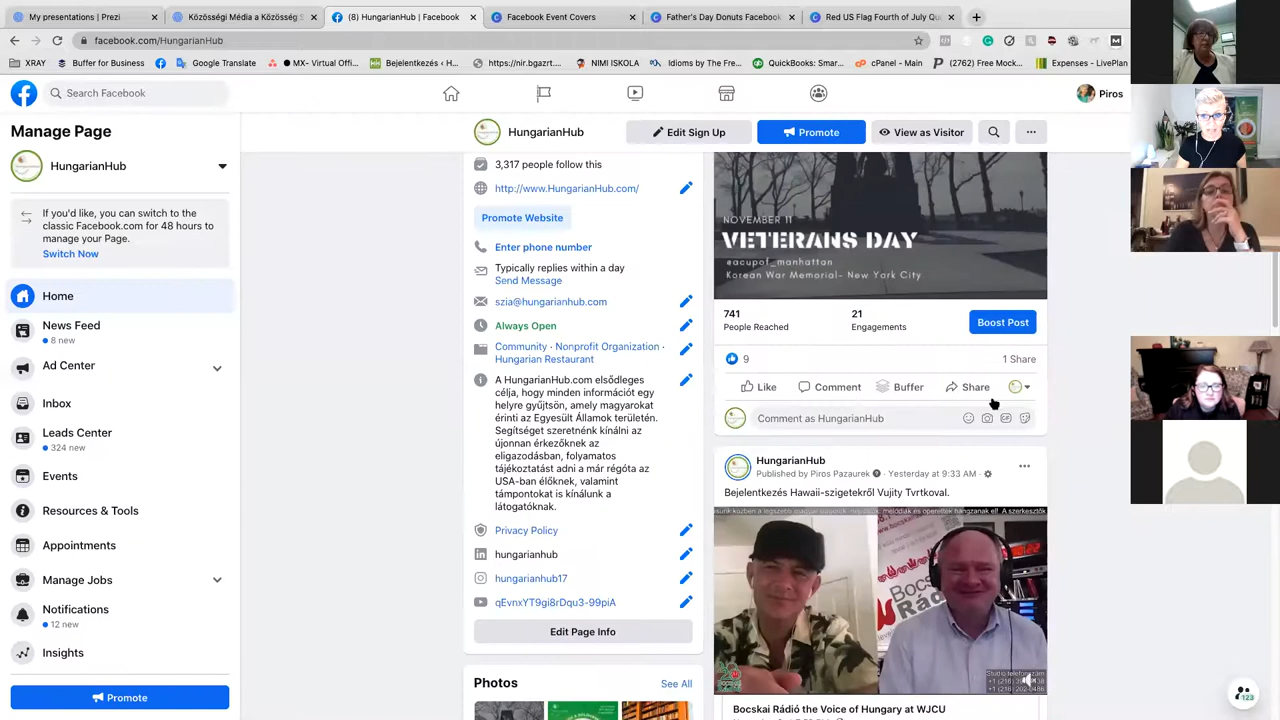 My presentations | Prezi
Közösségi Média a Közösség S
(8) HungarianHub | Facebook
Facebook Event Covers
Father's Day Donuts Facebook
Red US Flag Fourth of July Qu
facebook.com/HungarianHub
XRAY
Buffer for Business
Google Translate
MX- Virtual Offi...
Bejelentkezés ‹ H...
https://nir.bgazrt....
NIMI ISKOLA
Idioms by The Fre...
QuickBooks: Smar...
cPanel - Main
(2762) Free Mock...
Expenses - LivePlan
Search Facebook
Piros
Manage Page
HungarianHub
If you'd like, you can switch to the
classic Facebook.com for 48 hours
to manage your Page.
Switch Now
Home
News Feed
8 new
Ad Center
Inbox
Leads Center
324 new
Events
Resources & Tools
Appointments
Manage Jobs
Notifications
12 new
Insights
Promote
HungarianHub
Edit Sign Up
Promote
View as Visitor
3,317 people follow this
http://www.HungarianHub.com/
Promote Website
Enter phone number
Typically replies within a day
Send Message
szia@hungarianhub.com
Always Open
Community · Nonprofit Organization ·
Hungarian Restaurant
A HungarianHub.com elsődleges
célja, hogy minden információt egy
helyre gyűjtsön, amely magyarokat
érinti az Egyesült Államok területén.
Segítséget szeretnénk kínálni az
újonnan érkezőknek az
eligazodásban, folyamatos
tájékoztatást adni a már régóta az
USA-ban élőknek, valamint
támpontokat is kínálunk a
látogatóknak.
Privacy Policy
hungarianhub
hungarianhub17
qEvnxYT9gi8rDqu3-99piA
Edit Page Info
Photos
See All
NOVEMBER 11
VETERANS DAY
@acupof_manhattan
Korean War Memorial- New York City
741
People Reached
21
Engagements
Boost Post
9
1 Share
Like
Comment
Buffer
Share
Comment as HungarianHub
HungarianHub
Published by Piros Pazaurek · Yesterday at 9:33 AM ·
Bejelentkezés Hawaii-szigetekről Vujity Tvrtkoval.
Bocskai Rádió the Voice of Hungary at WJCU
123